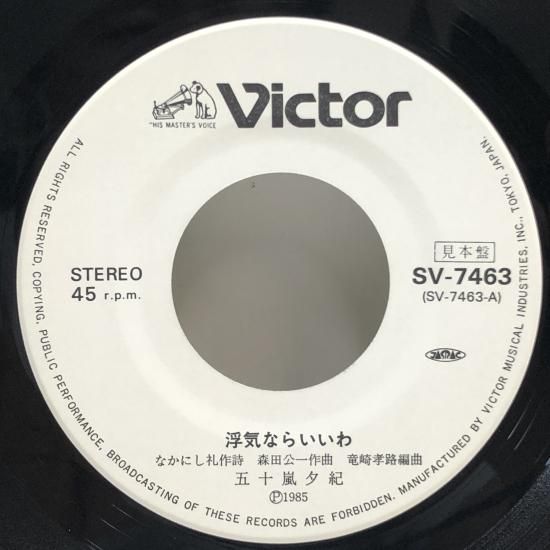 Victor
"HIS MASTER'S VOICE
STEREO
45 r.p.m.
見本盤
SV-7463
(SV-7463-A)
JASRAC
浮気ならいいわ
なかにし礼作詩 森田公一作曲 竜崎孝路編曲
五十嵐夕紀
Ⓟ1985
ALL RIGHTS RESERVED. COPYING, PUBLIC PERFORMANCE, BROADCASTING OF THESE RECORDS ARE FORBIDDEN. MANUFACTURED BY VICTOR MUSICAL INDUSTRIES, INC., TOKYO, JAPAN.